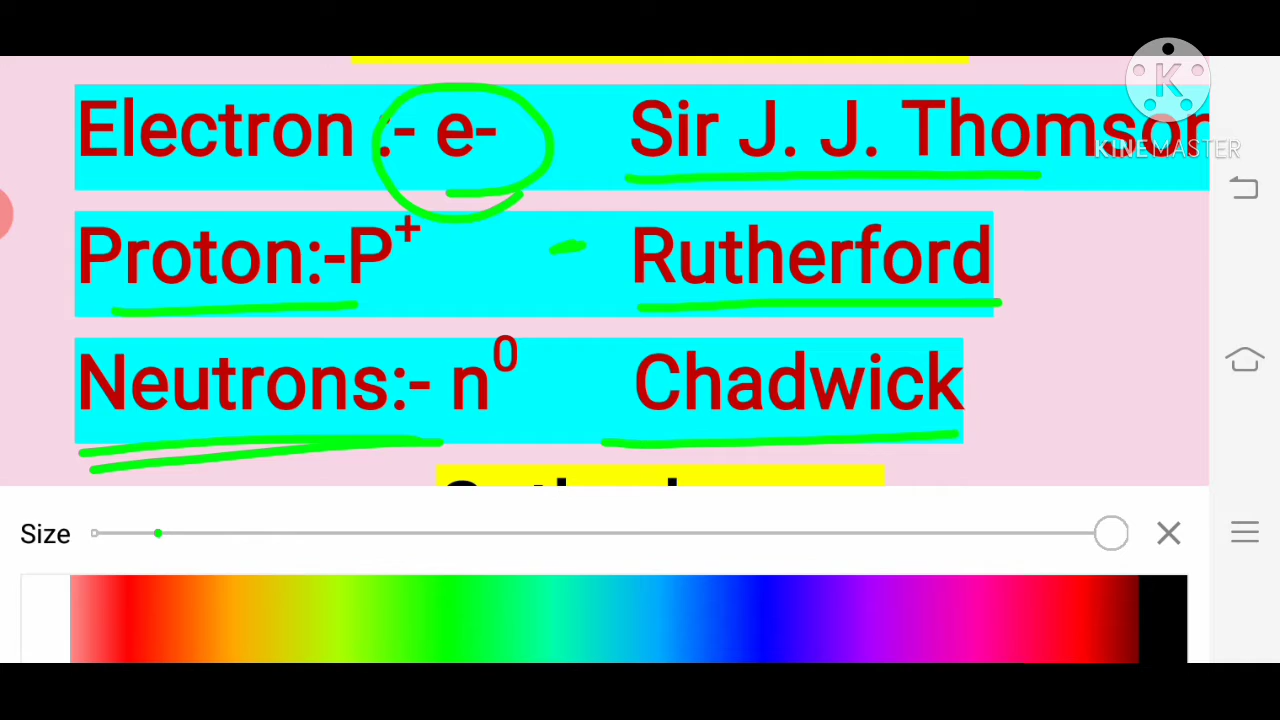 Electron :- e- Sir J. J. Thomson
KINEMASTER
Proton:-P⁺ Rutherford
Neutrons:- n⁰ Chadwick
Size